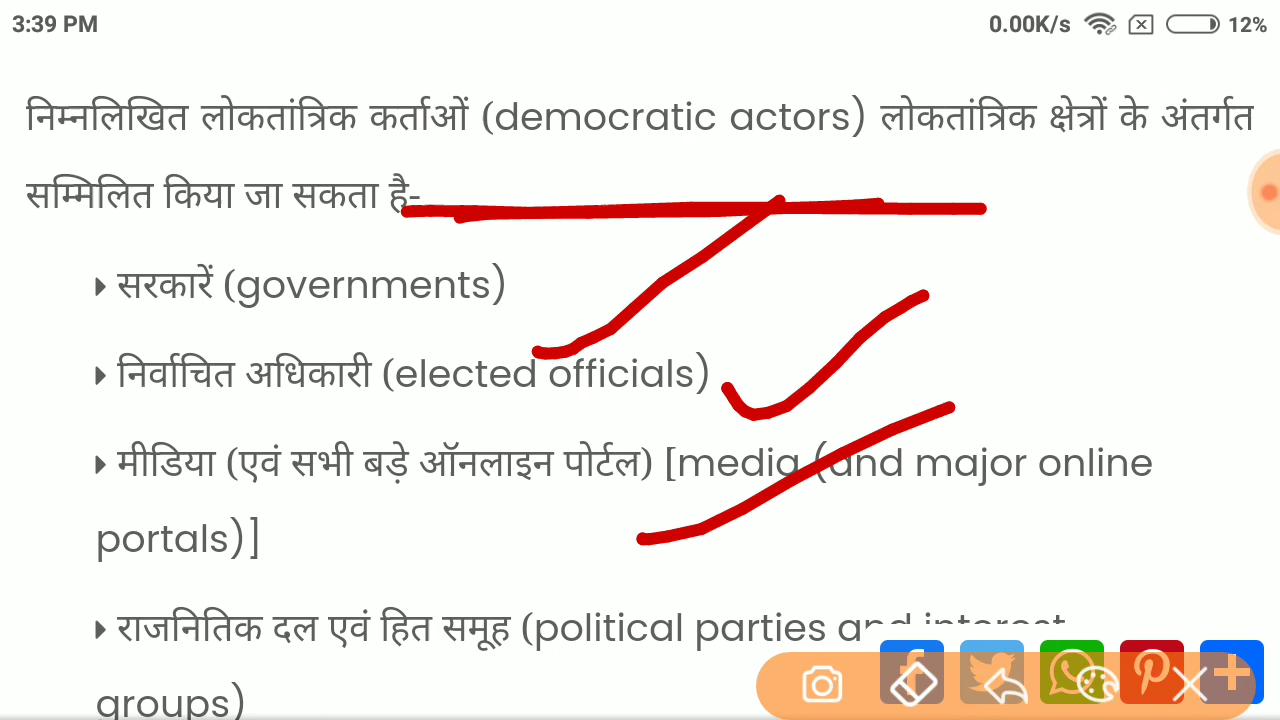 3:39 PM 0.00K/s 12%
निम्नलिखित लोकतांत्रिक कर्ताओं (democratic actors) लोकतांत्रिक क्षेत्रों के अंतर्गत
सम्मिलित किया जा सकता है-
सरकारें (governments)
निर्वाचित अधिकारी (elected officials)
मीडिया (एवं सभी बड़े ऑनलाइन पोर्टल) [media (and major online
portals)]
राजनितिक दल एवं हित समूह (political parties and interest
groups)